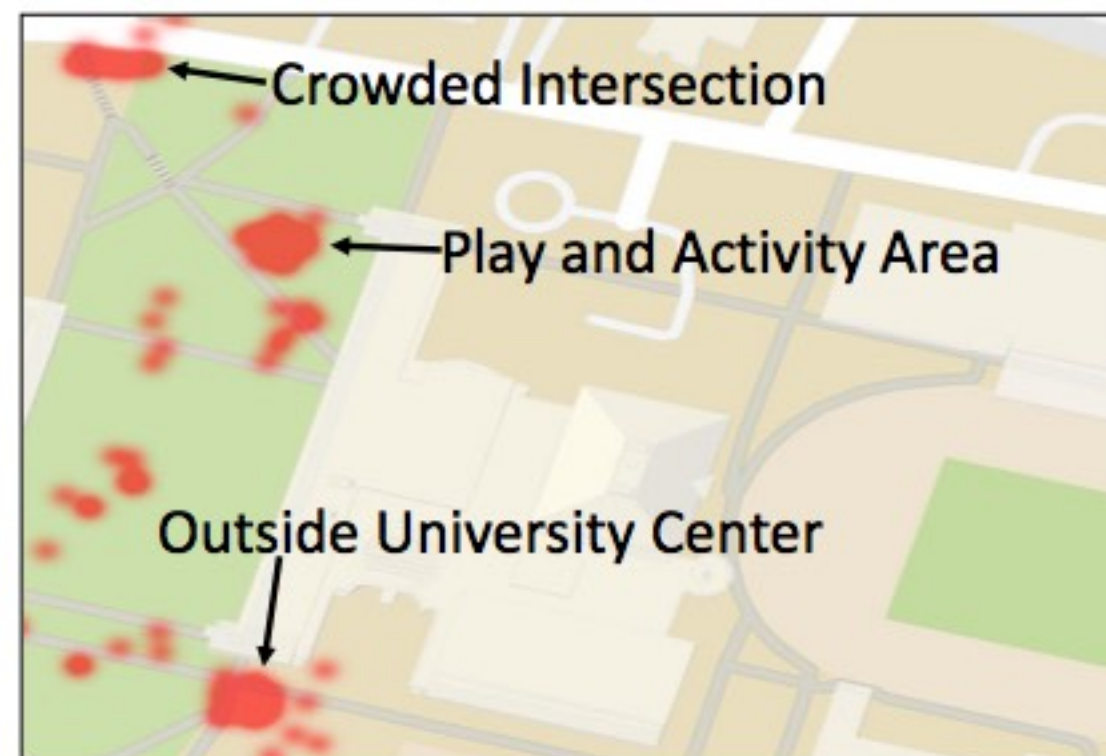 Crowded Intersection
Play and Activity Area
Outside University Center